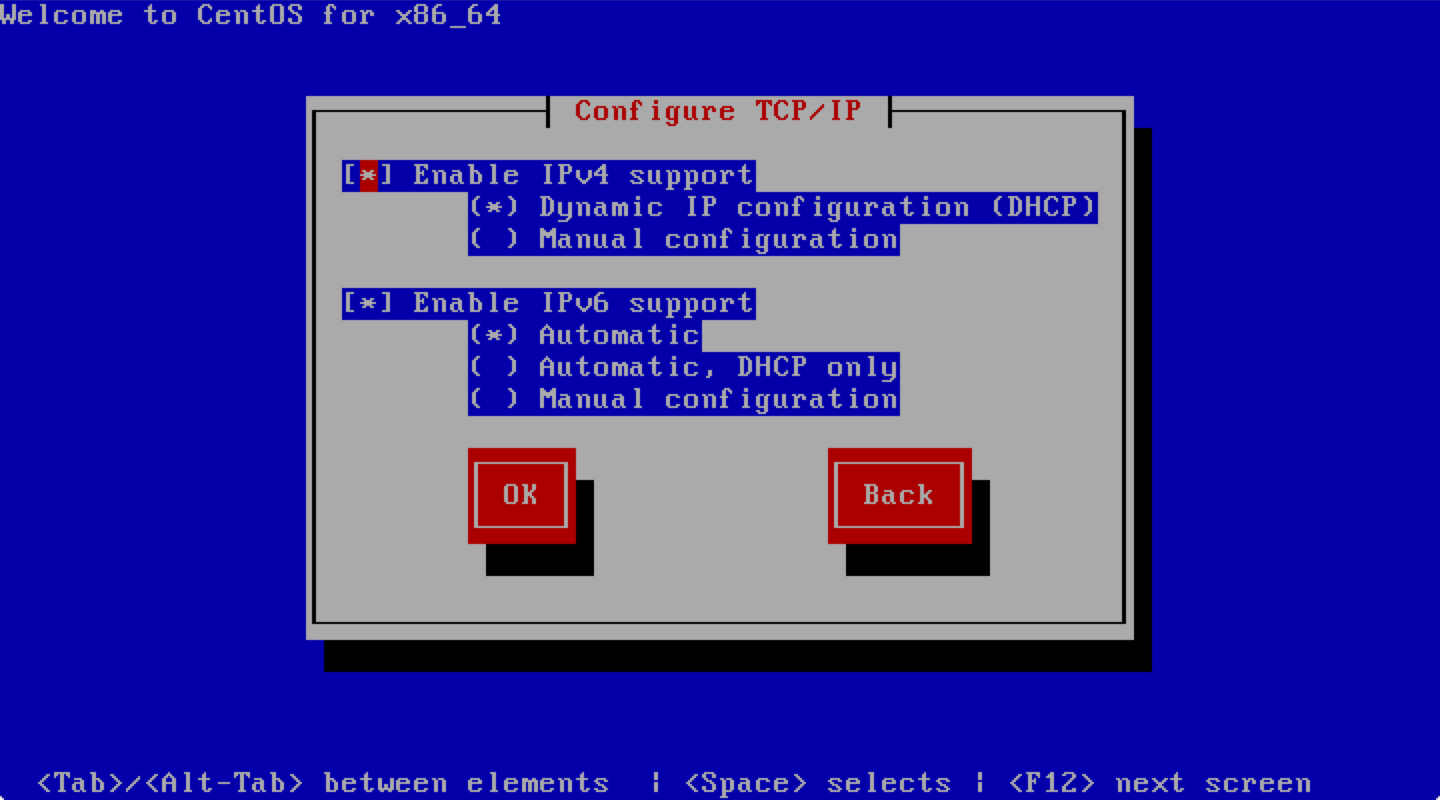 Welcome to CentOS for x86_64
Configure TCP/IP
[*] Enable IPv4 support
(*) Dynamic IP configuration (DHCP)
( ) Manual configuration
[*] Enable IPv6 support
(*) Automatic
( ) Automatic, DHCP only
( ) Manual configuration
OK Back
<Tab>/<Alt-Tab> between elements | <Space> selects | <F12> next screen